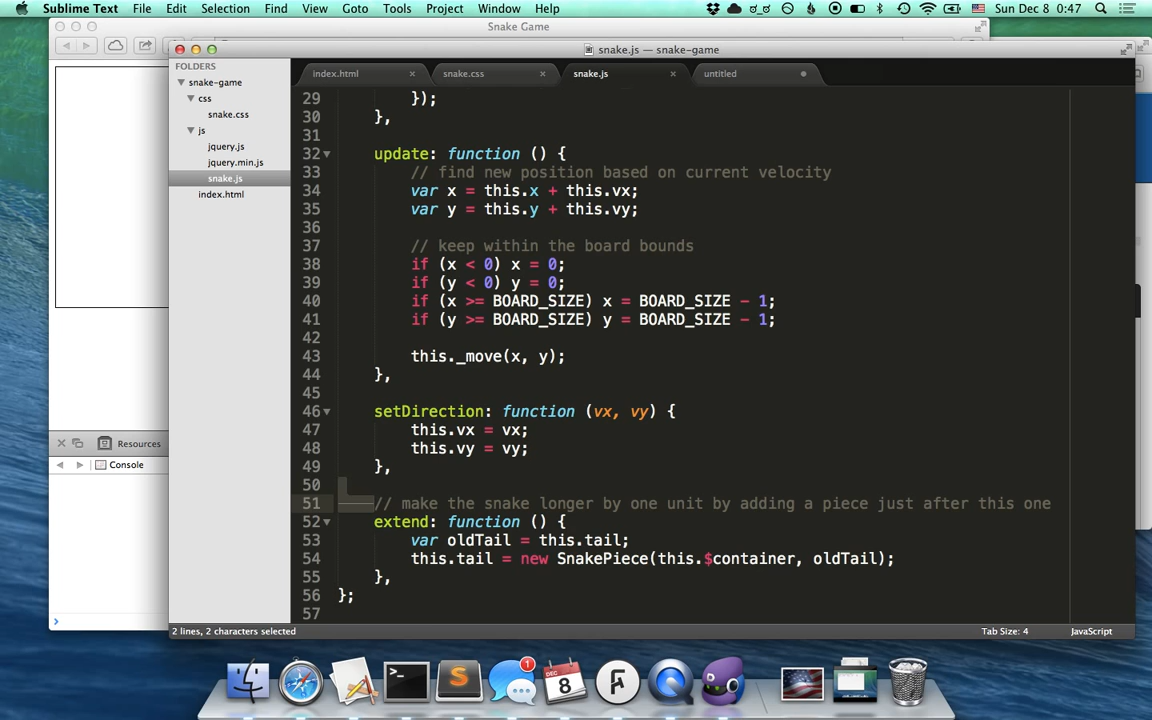 Sublime Text File Edit Selection Find View Goto Tools Project Window Help Sun Dec 8 0:47
Snake Game
snake.js — snake-game
FOLDERS
snake-game
css
snake.css
js
jquery.js
jquery.min.js
snake.js
index.html
index.html snake.css snake.js untitled
29 });
30 },
31
32 update: function () {
33 // find new position based on current velocity
34 var x = this.x + this.vx;
35 var y = this.y + this.vy;
36
37 // keep within the board bounds
38 if (x < 0) x = 0;
39 if (y < 0) y = 0;
40 if (x >= BOARD_SIZE) x = BOARD_SIZE - 1;
41 if (y >= BOARD_SIZE) y = BOARD_SIZE - 1;
42
43 this._move(x, y);
44 },
45
46 setDirection: function (vx, vy) {
47 this.vx = vx;
48 this.vy = vy;
49 },
50
51 // make the snake longer by one unit by adding a piece just after this one
52 extend: function () {
53 var oldTail = this.tail;
54 this.tail = new SnakePiece(this.$container, oldTail);
55 },
56 };
57
Resources
Console
2 lines, 2 characters selected Tab Size: 4 JavaScript
1
DEC
8